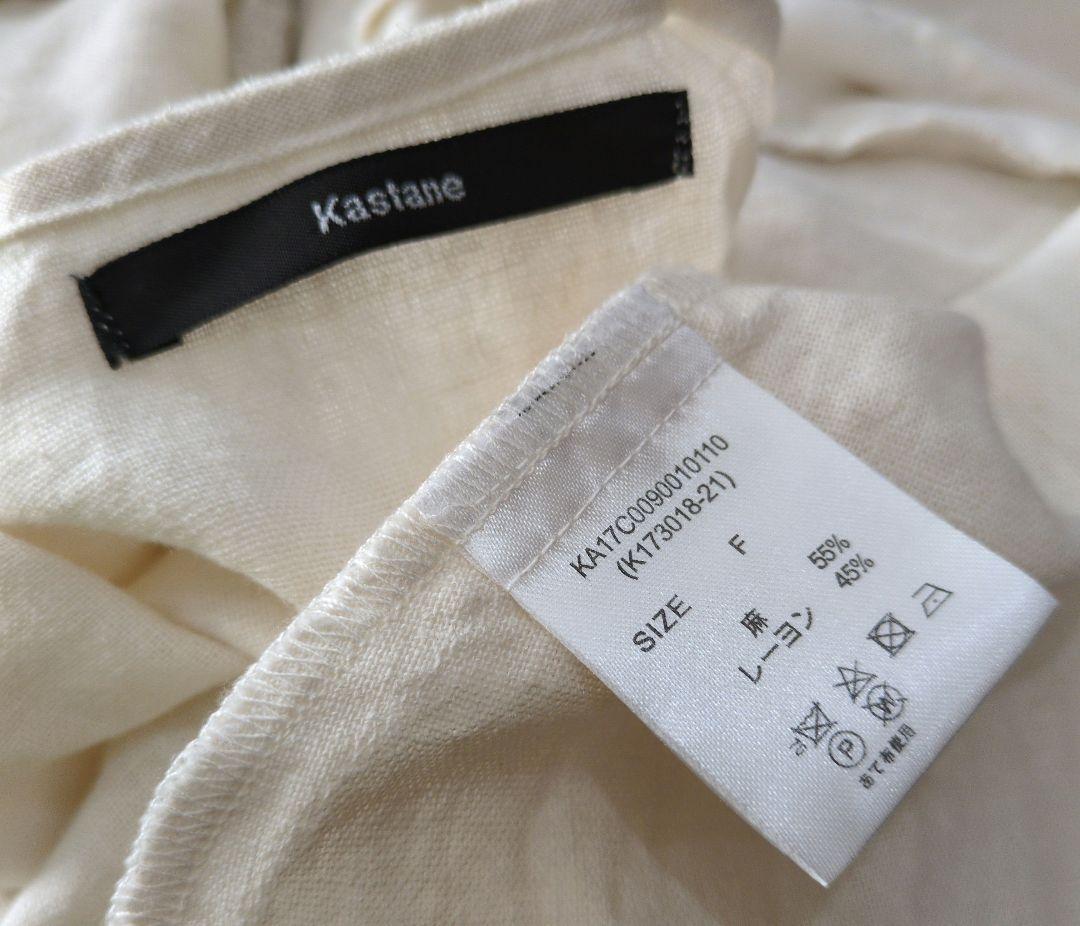 Kastane
KA17C0090010110
(K173018-21)
SIZE F
麻 55%
レーヨン 45%
P W
あて布使用